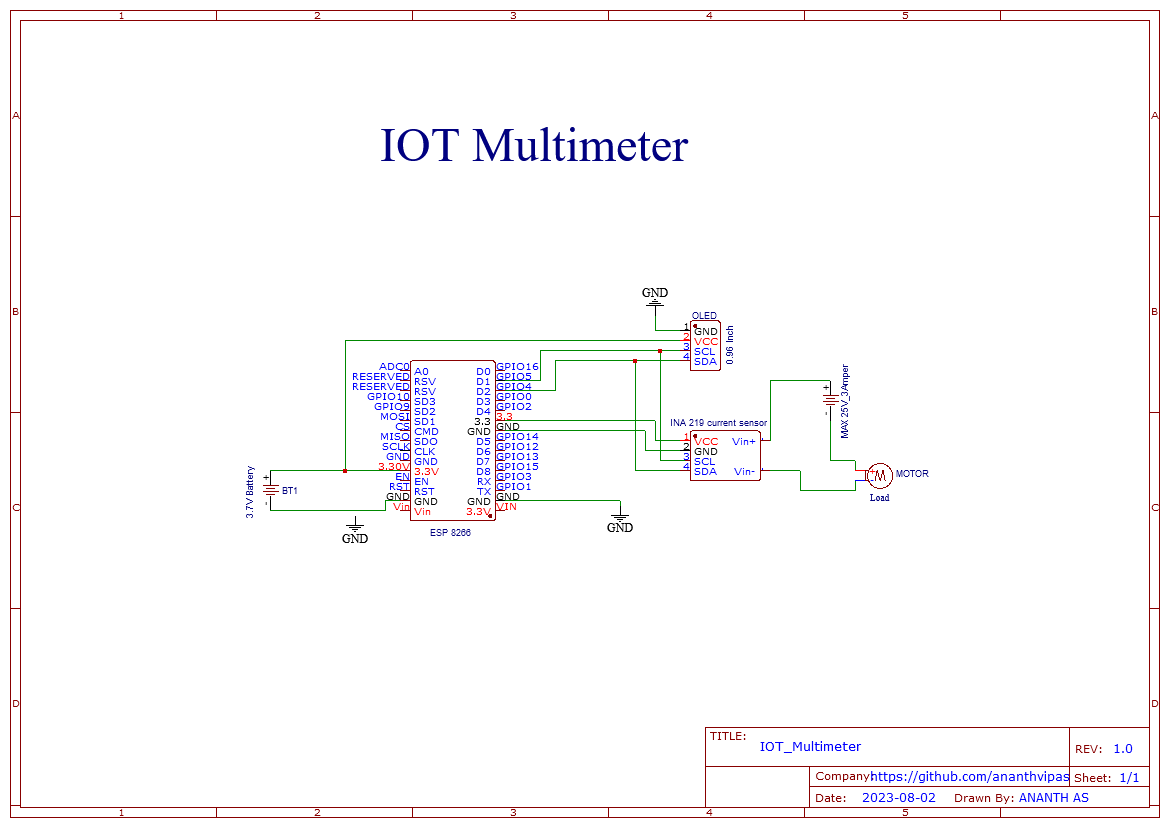 1 2 3 4 5
A A
IOT Multimeter
B B
GND
OLED
0.96 Inch
1 GND
2 VCC
3 SCL
4 SDA
ADC0 A0 D0 GPIO16
RESERVED RSV D1 GPIO5
RESERVED RSV D2 GPIO4
GPIO10 SD3 D3 GPIO0
GPIO9 SD2 D4 GPIO2
MOSI SD1 3.3 3.3
CS CMD GND GND
MISO SDO D5 GPIO14
SCLK CLK D6 GPIO12
GND GND D7 GPIO13
3.30V 3.3V D8 GPIO15
EN EN RX GPIO3
RST RST TX GPIO1
GND GND GND GND
Vin Vin 3.3V VIN
ESP 8266
3.7V Battery
+
-
BT1
GND
GND
INA 219 current sensor
1 VCC Vin+
2 GND
3 SCL
4 SDA Vin-
+
-
MAX 25V_3Amper
M
MOTOR
Load
C C
D D
TITLE:
IOT_Multimeter
REV: 1.0
Company: https://github.com/ananthvipas
Sheet: 1/1
Date: 2023-08-02 Drawn By: ANANTH AS
1 2 3 4 5